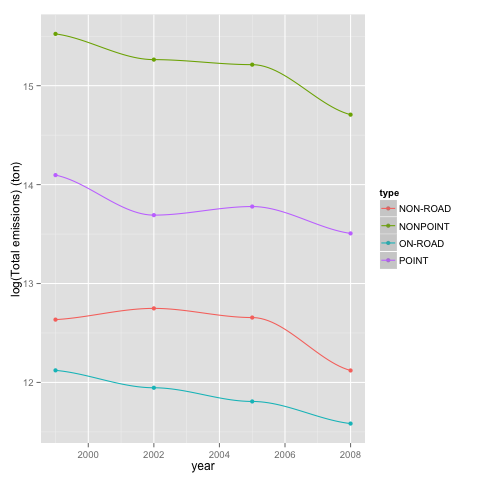 log(Total emissions) (ton)
15
14
13
12
2000 2002 2004 2006 2008
year
type
NON-ROAD
NONPOINT
ON-ROAD
POINT